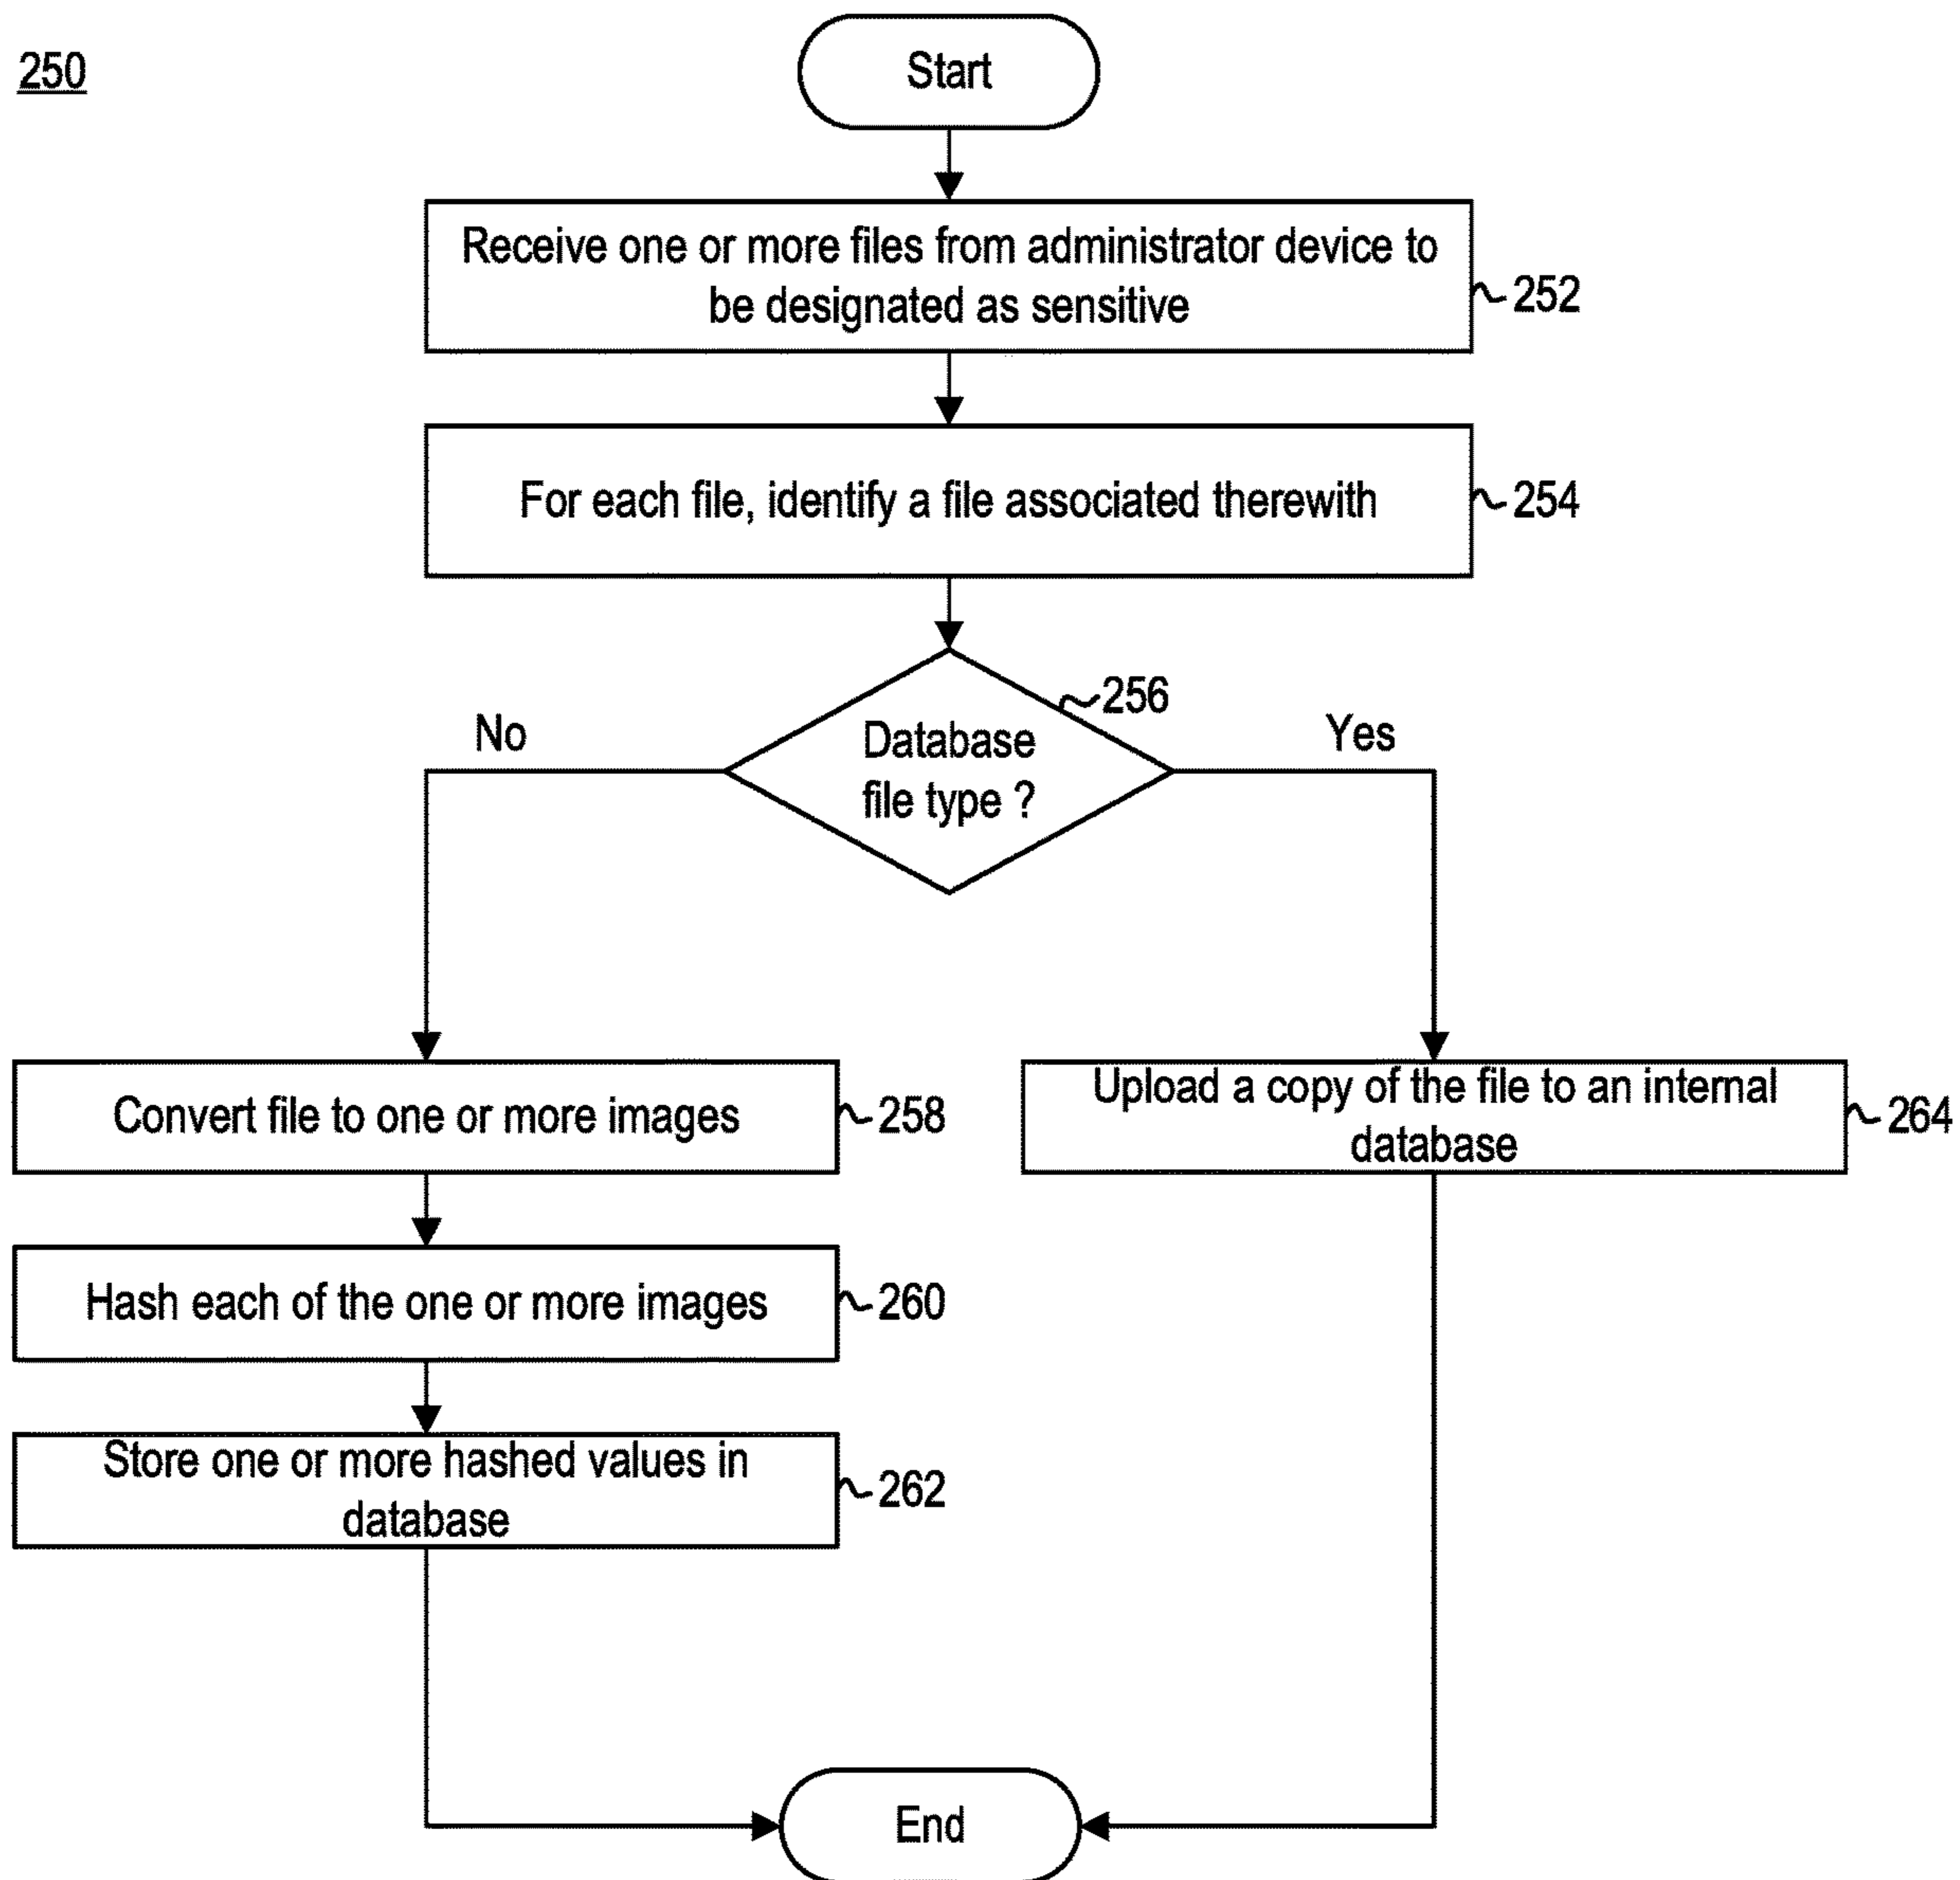 250
Start
Receive one or more files from administrator device to
be designated as sensitive
252
For each file, identify a file associated therewith
254
256
Database
file type ?
No
Yes
Convert file to one or more images
258
Upload a copy of the file to an internal
database
264
Hash each of the one or more images
260
Store one or more hashed values in
database
262
End